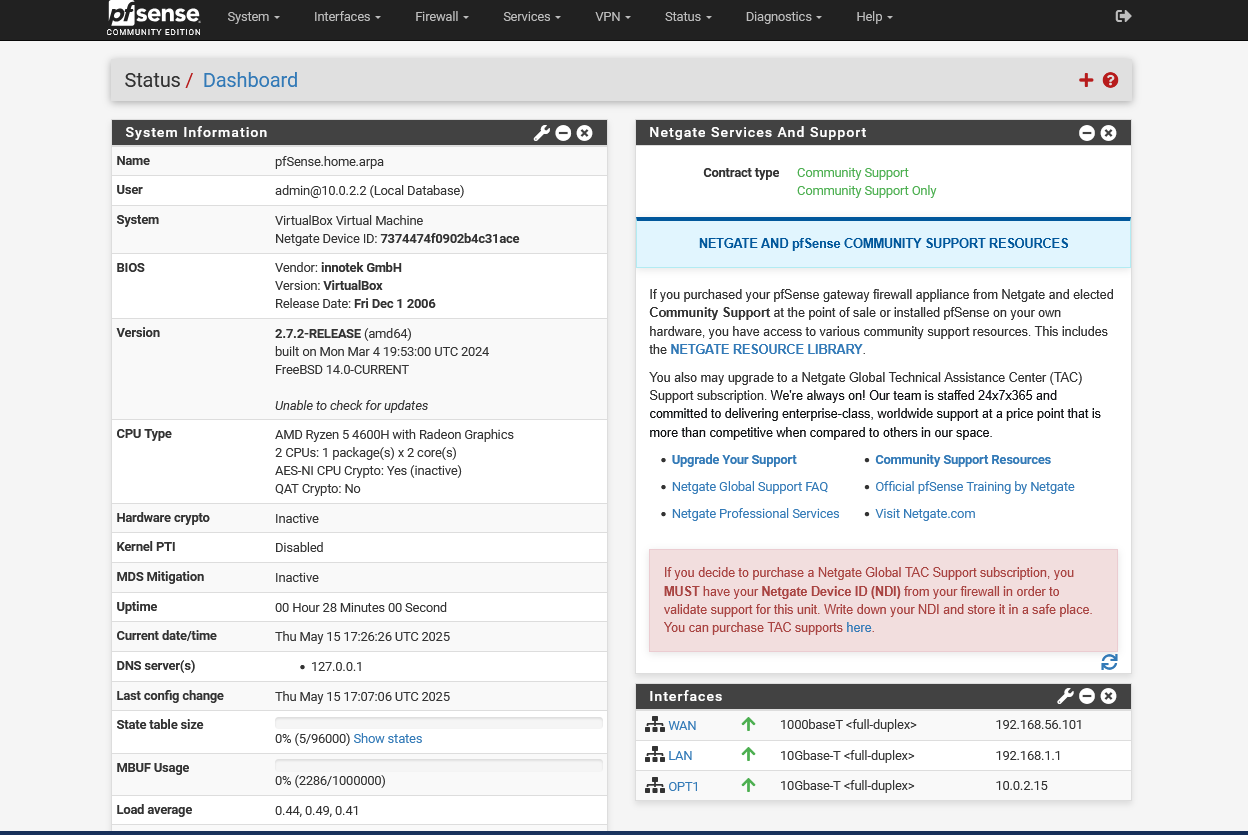 pfsense
COMMUNITY EDITION
System
Interfaces
Firewall
Services
VPN
Status
Diagnostics
Help
Status / Dashboard
System Information
Name pfSense.home.arpa
User admin@10.0.2.2 (Local Database)
System VirtualBox Virtual Machine
Netgate Device ID: 7374474f0902b4c31ace
BIOS Vendor: innotek GmbH
Version: VirtualBox
Release Date: Fri Dec 1 2006
Version 2.7.2-RELEASE (amd64)
built on Mon Mar 4 19:53:00 UTC 2024
FreeBSD 14.0-CURRENT
Unable to check for updates
CPU Type AMD Ryzen 5 4600H with Radeon Graphics
2 CPUs: 1 package(s) x 2 core(s)
AES-NI CPU Crypto: Yes (inactive)
QAT Crypto: No
Hardware crypto Inactive
Kernel PTI Disabled
MDS Mitigation Inactive
Uptime 00 Hour 28 Minutes 00 Second
Current date/time Thu May 15 17:26:26 UTC 2025
DNS server(s) • 127.0.0.1
Last config change Thu May 15 17:07:06 UTC 2025
State table size
0% (5/96000) Show states
MBUF Usage
0% (2286/1000000)
Load average 0.44, 0.49, 0.41
Netgate Services And Support
Contract type Community Support
Community Support Only
NETGATE AND pfSense COMMUNITY SUPPORT RESOURCES
If you purchased your pfSense gateway firewall appliance from Netgate and elected
Community Support at the point of sale or installed pfSense on your own
hardware, you have access to various community support resources. This includes
the NETGATE RESOURCE LIBRARY.
You also may upgrade to a Netgate Global Technical Assistance Center (TAC)
Support subscription. We're always on! Our team is staffed 24x7x365 and
committed to delivering enterprise-class, worldwide support at a price point that is
more than competitive when compared to others in our space.
• Upgrade Your Support • Community Support Resources
• Netgate Global Support FAQ • Official pfSense Training by Netgate
• Netgate Professional Services • Visit Netgate.com
If you decide to purchase a Netgate Global TAC Support subscription, you
MUST have your Netgate Device ID (NDI) from your firewall in order to
validate support for this unit. Write down your NDI and store it in a safe place.
You can purchase TAC supports here.
Interfaces
WAN 1000baseT <full-duplex> 192.168.56.101
LAN 10Gbase-T <full-duplex> 192.168.1.1
OPT1 10Gbase-T <full-duplex> 10.0.2.15